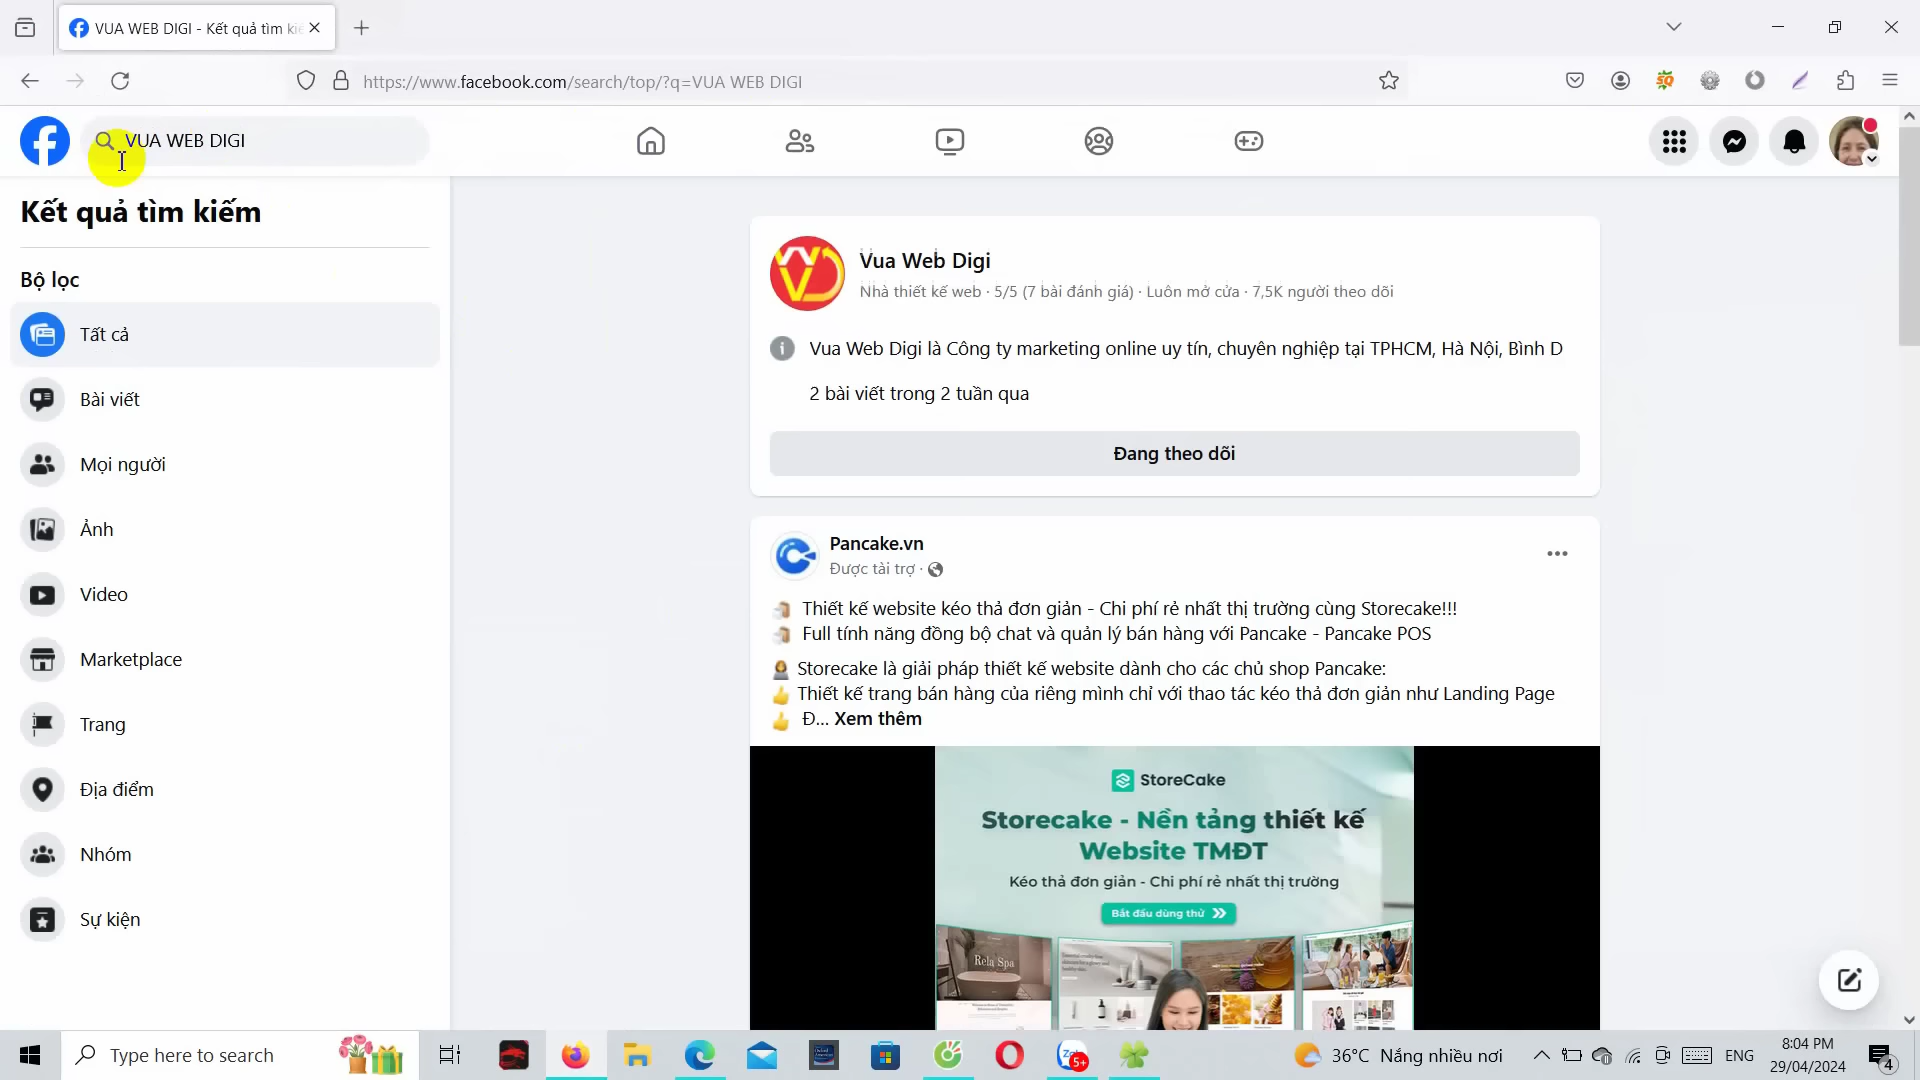 VUA WEB DIGI - Kết quả tìm kiế
https://www.facebook.com/search/top/?q=VUA WEB DIGI
VUA WEB DIGI
Kết quả tìm kiếm
Bộ lọc
Tất cả
Bài viết
Mọi người
Ảnh
Video
Marketplace
Trang
Địa điểm
Nhóm
Sự kiện
Vua Web Digi
Nhà thiết kế web · 5/5 (7 bài đánh giá) · Luôn mở cửa · 7,5K người theo dõi
Vua Web Digi là Công ty marketing online uy tín, chuyên nghiệp tại TPHCM, Hà Nội, Bình D
2 bài viết trong 2 tuần qua
Đang theo dõi
Pancake.vn
Được tài trợ ·
Thiết kế website kéo thả đơn giản - Chi phí rẻ nhất thị trường cùng Storecake!!!
Full tính năng đồng bộ chat và quản lý bán hàng với Pancake - Pancake POS
Storecake là giải pháp thiết kế website dành cho các chủ shop Pancake:
Thiết kế trang bán hàng của riêng mình chỉ với thao tác kéo thả đơn giản như Landing Page
Đ... Xem thêm
StoreCake
Storecake - Nền tảng thiết kế
Website TMĐT
Kéo thả đơn giản - Chi phí rẻ nhất thị trường
Bắt đầu dùng thử
Rela Spa
Type here to search
5+
36°C Nắng nhiều nơi
ENG
8:04 PM
29/04/2024
4